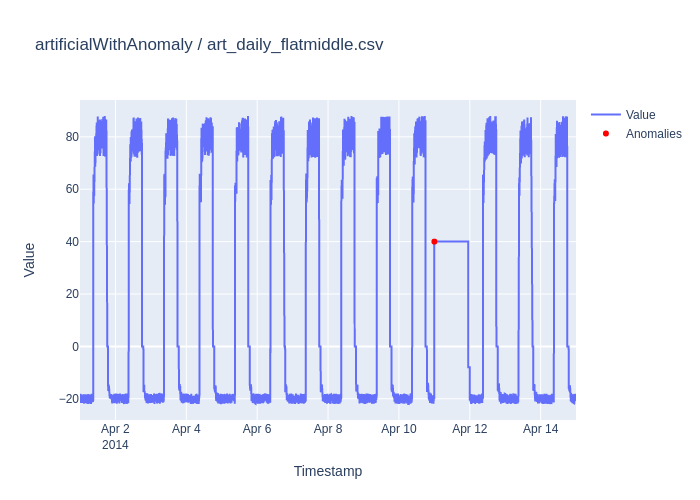 artificialWithAnomaly / art_daily_flatmiddle.csv
Value
Anomalies
80
60
40
20
0
−20
Value
Apr 2
2014
Apr 4
Apr 6
Apr 8
Apr 10
Apr 12
Apr 14
Timestamp